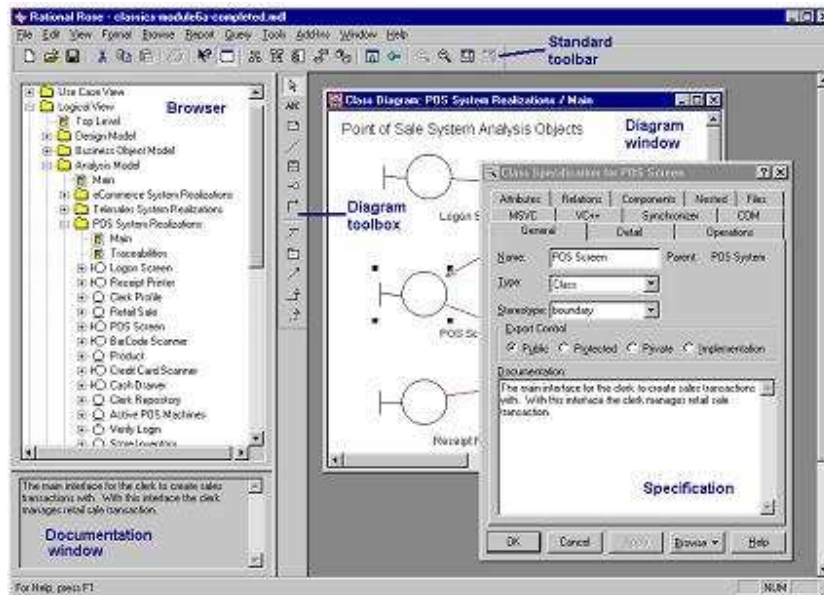 Rational Rose - classics-module6a-completed.mdl
File Edit View Format Browse Report Query Tools Add-Ins Window Help
Standard toolbar
Use Case View
Logical View
Top Level
Design Model
Business Object Model
Analysis Model
Main
eCommerce System Realizations
Telesales System Realizations
POS System Realizations
Main
Traceabilities
Logon Screen
Receipt Printer
Clerk Profile
Retail Sale
POS Screen
BarCode Scanner
Product
Credit Card Scanner
Cash Drawer
Clerk Repository
Active POS Machines
Verify Login
Store Inventory
Browser
ABC
Diagram toolbox
Class Diagram: POS System Realizations / Main
Point of Sale System Analysis Objects
Diagram window
Logon S
POS Sc
Receipt P
Class Specification for POS Screen
Attributes Relations Components Nested Files
MSVC VC++ Synchronizer COM
General Detail Operations
Name: POS Screen Parent: POS System
Type: Class
Stereotype: boundary
Export Control
Public Protected Private Implementation
Documentation:
The main interface for the clerk to create sales transactions
with. With this interface the clerk manages retail sale
transaction.
Specification
OK Cancel Apply Browse Help
The main interface for the clerk to create sales
transactions with. With this interface the clerk
manages retail sale transaction.
Documentation window
For Help, press F1
NUM